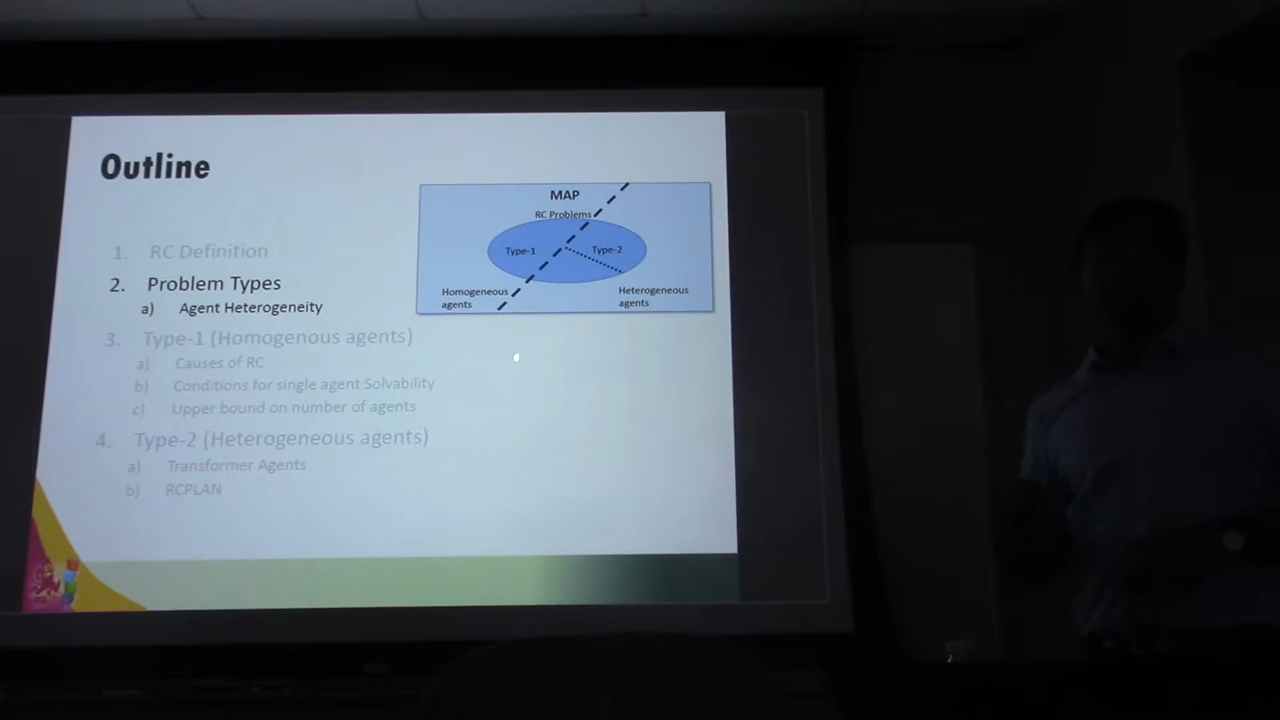 Outline
MAP
RC Problems
Type-1
Type-2
Homogeneous
agents
Heterogeneous
agents
1. RC Definition
2. Problem Types
a) Agent Heterogeneity
3. Type-1 (Homogenous agents)
a) Causes of RC
b) Conditions for single agent Solvability
c) Upper bound on number of agents
4. Type-2 (Heterogeneous agents)
a) Transformer Agents
b) RCPLAN